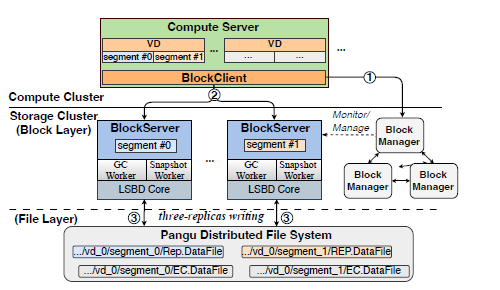 Compute Server
VD
VD
...
segment #0 segment #1
...
...
BlockClient
①
②
Compute Cluster
Storage Cluster
(Block Layer)
Monitor/
Manage
BlockServer
segment #0
GC
Worker
Snapshot
Worker
LSBD Core
...
BlockServer
segment #1
GC
Worker
Snapshot
Worker
LSBD Core
Block
Manager
Block
Manager
Block
Manager
(File Layer)
③
three-replicas writing
③
Pangu Distributed File System
.../vd_0/segment_0/Rep.DataFile
.../vd_0/segment_1/REP.DataFile
.../vd_0/segment_0/EC.DataFile
.../vd_0/segment_1/EC.DataFile